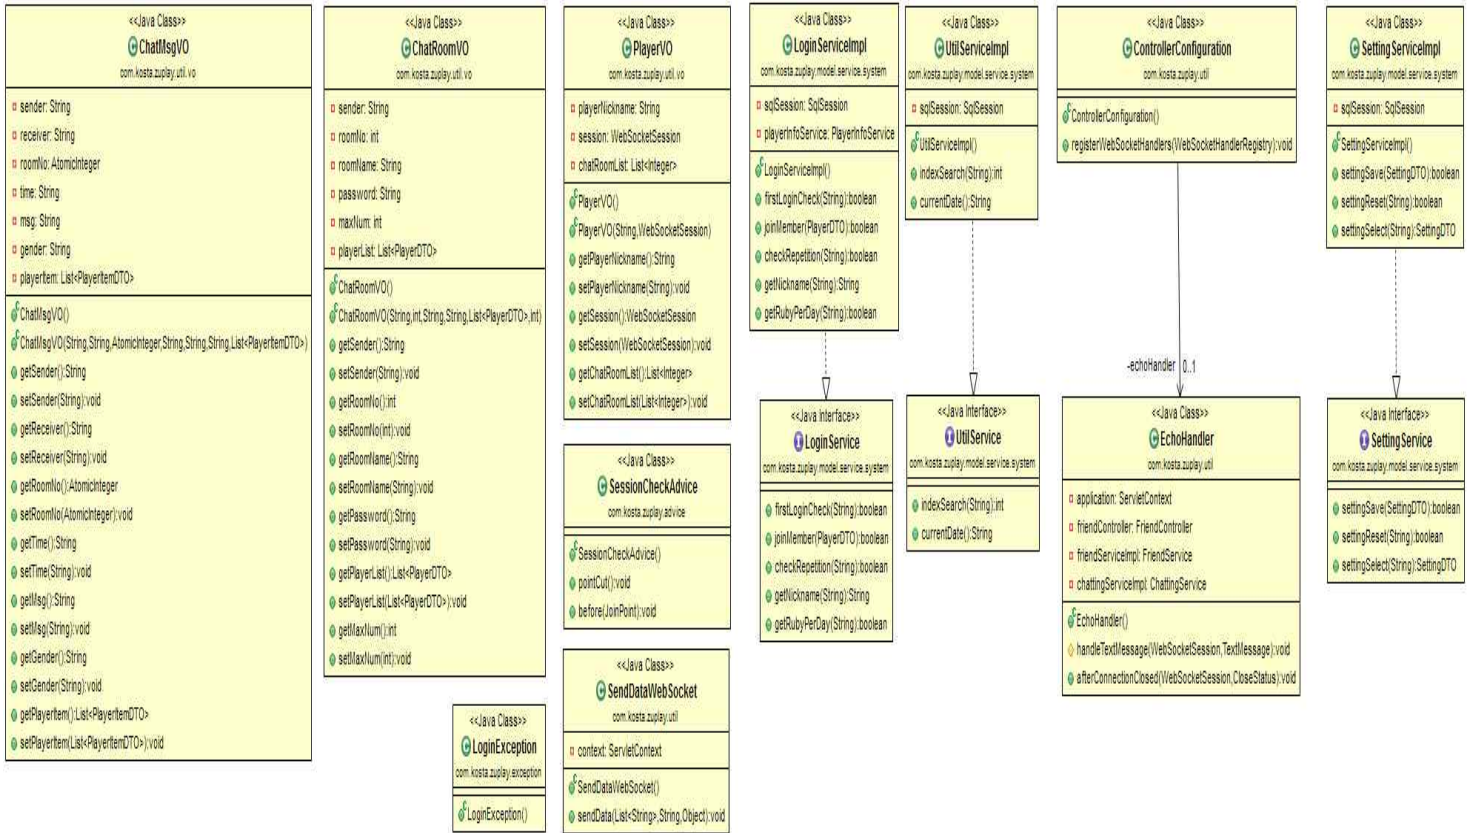 <<Java Class>>
ChatMsgVO
com.kosta.zuplay.util.vo
sender: String
receiver: String
roomNo: AtomicInteger
time: String
msg: String
gender: String
playerItem: List<PlayerItemDTO>
ChatMsgVO()
ChatMsgVO(String,String,AtomicInteger,String,String,String,List<PlayerItemDTO>)
getSender():String
setSender(String):void
getReceiver():String
setReceiver(String):void
getRoomNo():AtomicInteger
setRoomNo(AtomicInteger):void
getTime():String
setTime(String):void
getMsg():String
setMsg(String):void
getGender():String
setGender(String):void
getPlayerItem():List<PlayerItemDTO>
setPlayerItem(List<PlayerItemDTO>):void
<<Java Class>>
ChatRoomVO
com.kosta.zuplay.util.vo
sender: String
roomNo: int
roomName: String
password: String
maxNum: int
playerList: List<PlayerDTO>
ChatRoomVO()
ChatRoomVO(String,int,String,String,List<PlayerDTO>,int)
getSender():String
setSender(String):void
getRoomNo():int
setRoomNo(int):void
getRoomName():String
setRoomName(String):void
getPassword():String
setPassword(String):void
getPlayerList():List<PlayerDTO>
setPlayerList(List<PlayerDTO>):void
getMaxNum():int
setMaxNum(int):void
<<Java Class>>
LoginException
com.kosta.zuplay.exception
LoginException()
<<Java Class>>
PlayerVO
com.kosta.zuplay.util.vo
playerNickname: String
session: WebSocketSession
chatRoomList: List<Integer>
PlayerVO()
PlayerVO(String,WebSocketSession)
getPlayerNickname():String
setPlayerNickname(String):void
getSession():WebSocketSession
setSession(WebSocketSession):void
getChatRoomList():List<Integer>
setChatRoomList(List<Integer>):void
<<Java Class>>
SessionCheckAdvice
com.kosta.zuplay.advice
SessionCheckAdvice()
pointCut():void
before(JoinPoint):void
<<Java Class>>
SendDataWebSocket
com.kosta.zuplay.util
context: ServletContext
SendDataWebSocket()
sendData(List<String>,String,Object):void
<<Java Class>>
LoginServiceImpl
com.kosta.zuplay.model.service.system
sqlSession: SqlSession
playerInfoService: PlayerInfoService
LoginServiceImpl()
firstLoginCheck(String):boolean
joinMember(PlayerDTO):boolean
checkRepetition(String):boolean
getNickname(String):String
getRubyPerDay(String):boolean
<<Java Interface>>
LoginService
com.kosta.zuplay.model.service.system
firstLoginCheck(String):boolean
joinMember(PlayerDTO):boolean
checkRepetition(String):boolean
getNickname(String):String
getRubyPerDay(String):boolean
<<Java Class>>
UtilServiceImpl
com.kosta.zuplay.model.service.system
sqlSession: SqlSession
UtilServiceImpl()
indexSearch(String):int
currentDate():String
<<Java Interface>>
UtilService
com.kosta.zuplay.model.service.system
indexSearch(String):int
currentDate():String
<<Java Class>>
ControllerConfiguration
com.kosta.zuplay.util
ControllerConfiguration()
registerWebSocketHandlers(WebSocketHandlerRegistry):void
-echoHandler 0..1
<<Java Class>>
EchoHandler
com.kosta.zuplay.util
application: ServletContext
friendController: FriendController
friendServiceImpl: FriendService
chattingServiceImpl: ChattingService
EchoHandler()
handleTextMessage(WebSocketSession,TextMessage):void
afterConnectionClosed(WebSocketSession,CloseStatus):void
<<Java Class>>
SettingServiceImpl
com.kosta.zuplay.model.service.system
sqlSession: SqlSession
SettingServiceImpl()
settingSave(SettingDTO):boolean
settingReset(String):boolean
settingSelect(String):SettingDTO
<<Java Interface>>
SettingService
com.kosta.zuplay.model.service.system
settingSave(SettingDTO):boolean
settingReset(String):boolean
settingSelect(String):SettingDTO